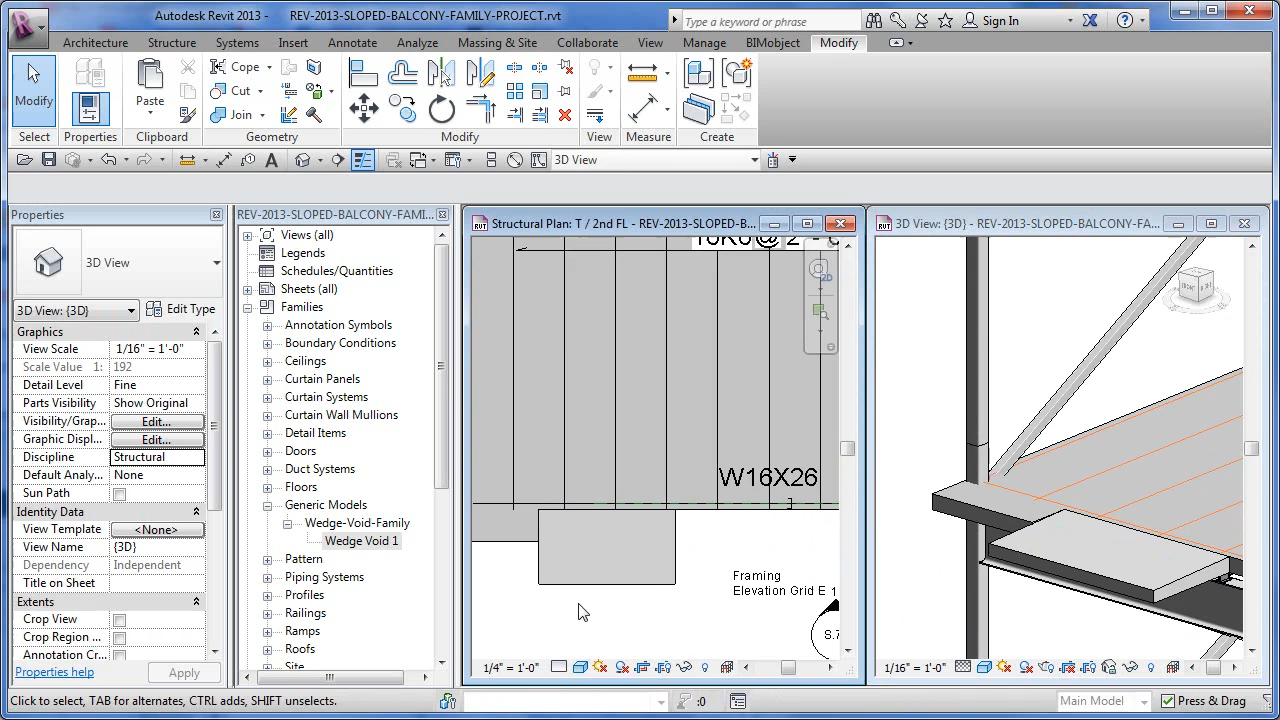 Autodesk Revit 2013 - REV-2013-SLOPED-BALCONY-FAMILY-PROJECT.rvt
Type a keyword or phrase
Sign In
Architecture Structure Systems Insert Annotate Analyze Massing & Site Collaborate View Manage BIMobject Modify
Modify
Properties
Paste
Cope
Cut
Join
Select Properties Clipboard Geometry Modify View Measure Create
3D View
Properties
3D View
3D View: {3D} Edit Type
Graphics
View Scale 1/16" = 1'-0"
Scale Value 1: 192
Detail Level Fine
Parts Visibility Show Original
Visibility/Grap... Edit...
Graphic Displ... Edit...
Discipline Structural
Default Analy... None
Sun Path
Identity Data
View Template <None>
View Name {3D}
Dependency Independent
Title on Sheet
Extents
Crop View
Crop Region ...
Annotation Cr...
Properties help Apply
REV-2013-SLOPED-BALCONY-FAMI...
Views (all)
Legends
Schedules/Quantities
Sheets (all)
Families
Annotation Symbols
Boundary Conditions
Ceilings
Curtain Panels
Curtain Systems
Curtain Wall Mullions
Detail Items
Doors
Duct Systems
Floors
Generic Models
Wedge-Void-Family
Wedge Void 1
Pattern
Piping Systems
Profiles
Railings
Ramps
Roofs
Site
Structural Plan: T / 2nd FL - REV-2013-SLOPED-B...
2D
W16X26
Framing
Elevation Grid E 1
S.7
1/4" = 1'-0"
3D View: {3D} - REV-2013-SLOPED-BALCONY-FA...
FRONT
1/16" = 1'-0"
Click to select, TAB for alternates, CTRL adds, SHIFT unselects.
:0
Main Model
Press & Drag